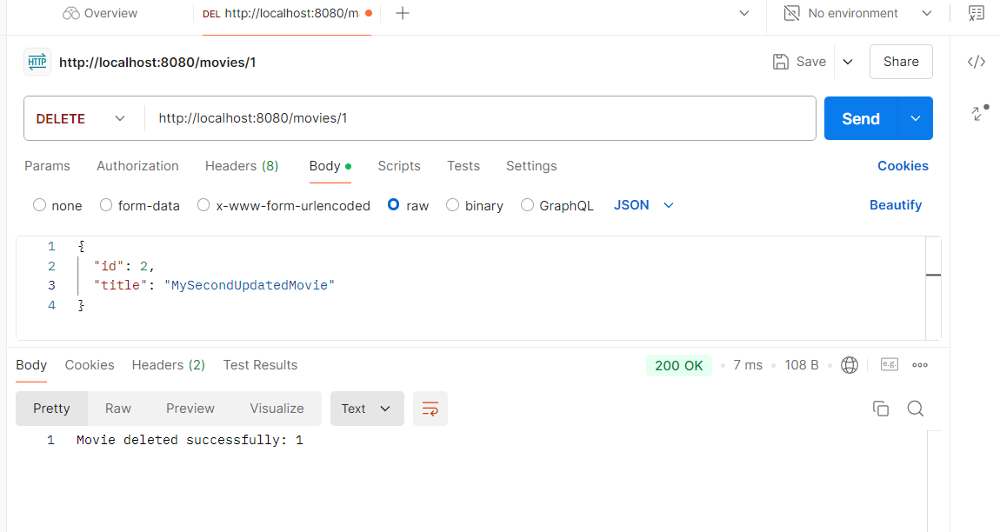 Overview DEL http://localhost:8080/m No environment
HTTP http://localhost:8080/movies/1 Save Share
DELETE http://localhost:8080/movies/1 Send
Params Authorization Headers (8) Body Scripts Tests Settings Cookies
none form-data x-www-form-urlencoded raw binary GraphQL JSON Beautify
1 {
2 "id": 2,
3 "title": "MySecondUpdatedMovie"
4 }
Body Cookies Headers (2) Test Results 200 OK 7 ms 108 B e.g.
Pretty Raw Preview Visualize Text
1 Movie deleted successfully: 1